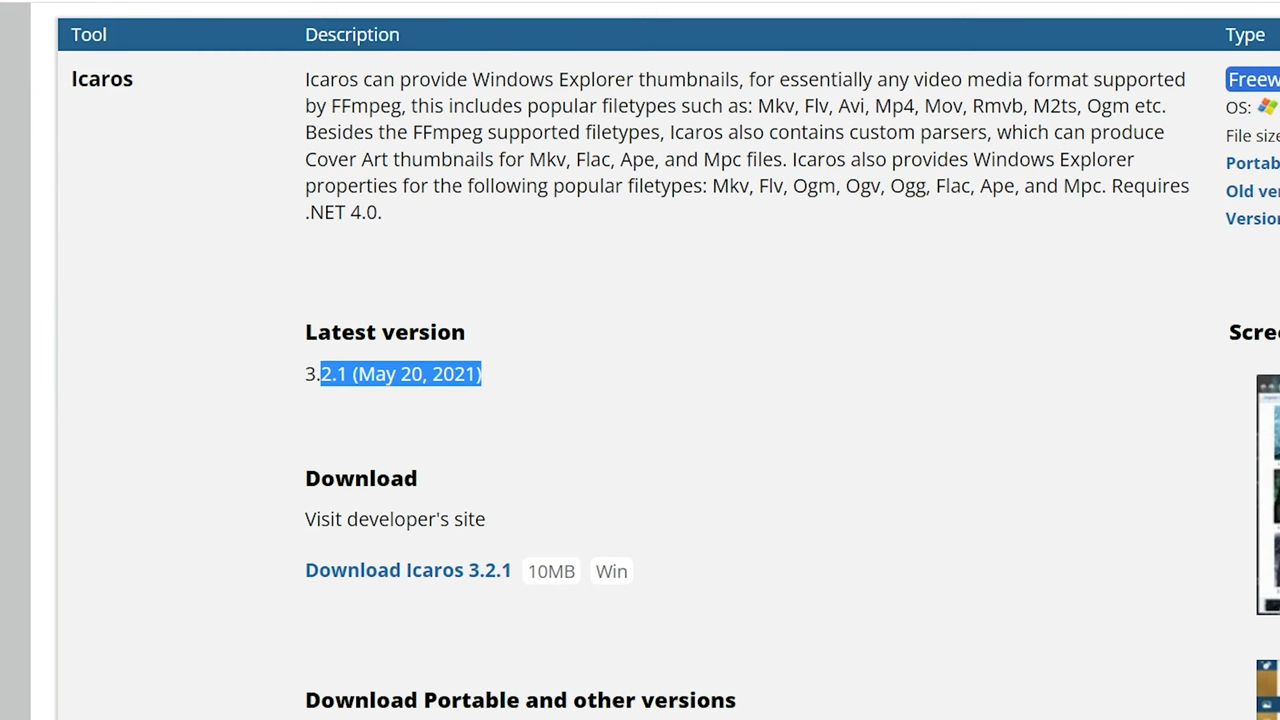 Tool Description Type
Icaros
Icaros can provide Windows Explorer thumbnails, for essentially any video media format supported
by FFmpeg, this includes popular filetypes such as: Mkv, Flv, Avi, Mp4, Mov, Rmvb, M2ts, Ogm etc.
Besides the FFmpeg supported filetypes, Icaros also contains custom parsers, which can produce
Cover Art thumbnails for Mkv, Flac, Ape, and Mpc files. Icaros also provides Windows Explorer
properties for the following popular filetypes: Mkv, Flv, Ogm, Ogv, Ogg, Flac, Ape, and Mpc. Requires
.NET 4.0.
Freew
OS:
File size
Portab
Old ver
Version
Latest version
3.2.1 (May 20, 2021)
Scree
Download
Visit developer's site
Download Icaros 3.2.1 10MB Win
Download Portable and other versions